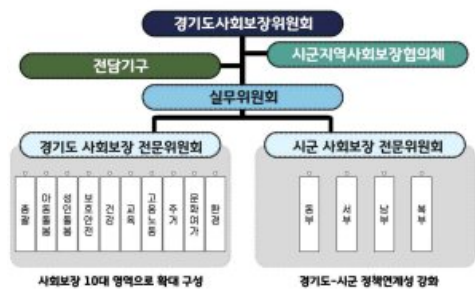 경기도사회보장위원회
전담기구
시군지역사회보장협의체
실무위원회
경기도 사회보장 전문위원회
시군 사회보장 전문위원회
총괄
아동돌봄
성인돌봄
보호안전
건강
교육
고용노동
주거
문화여가
환경
동부
서부
남부
북부
사회보장 10대 영역으로 확대 구성
경기도-시군 정책연계성 강화